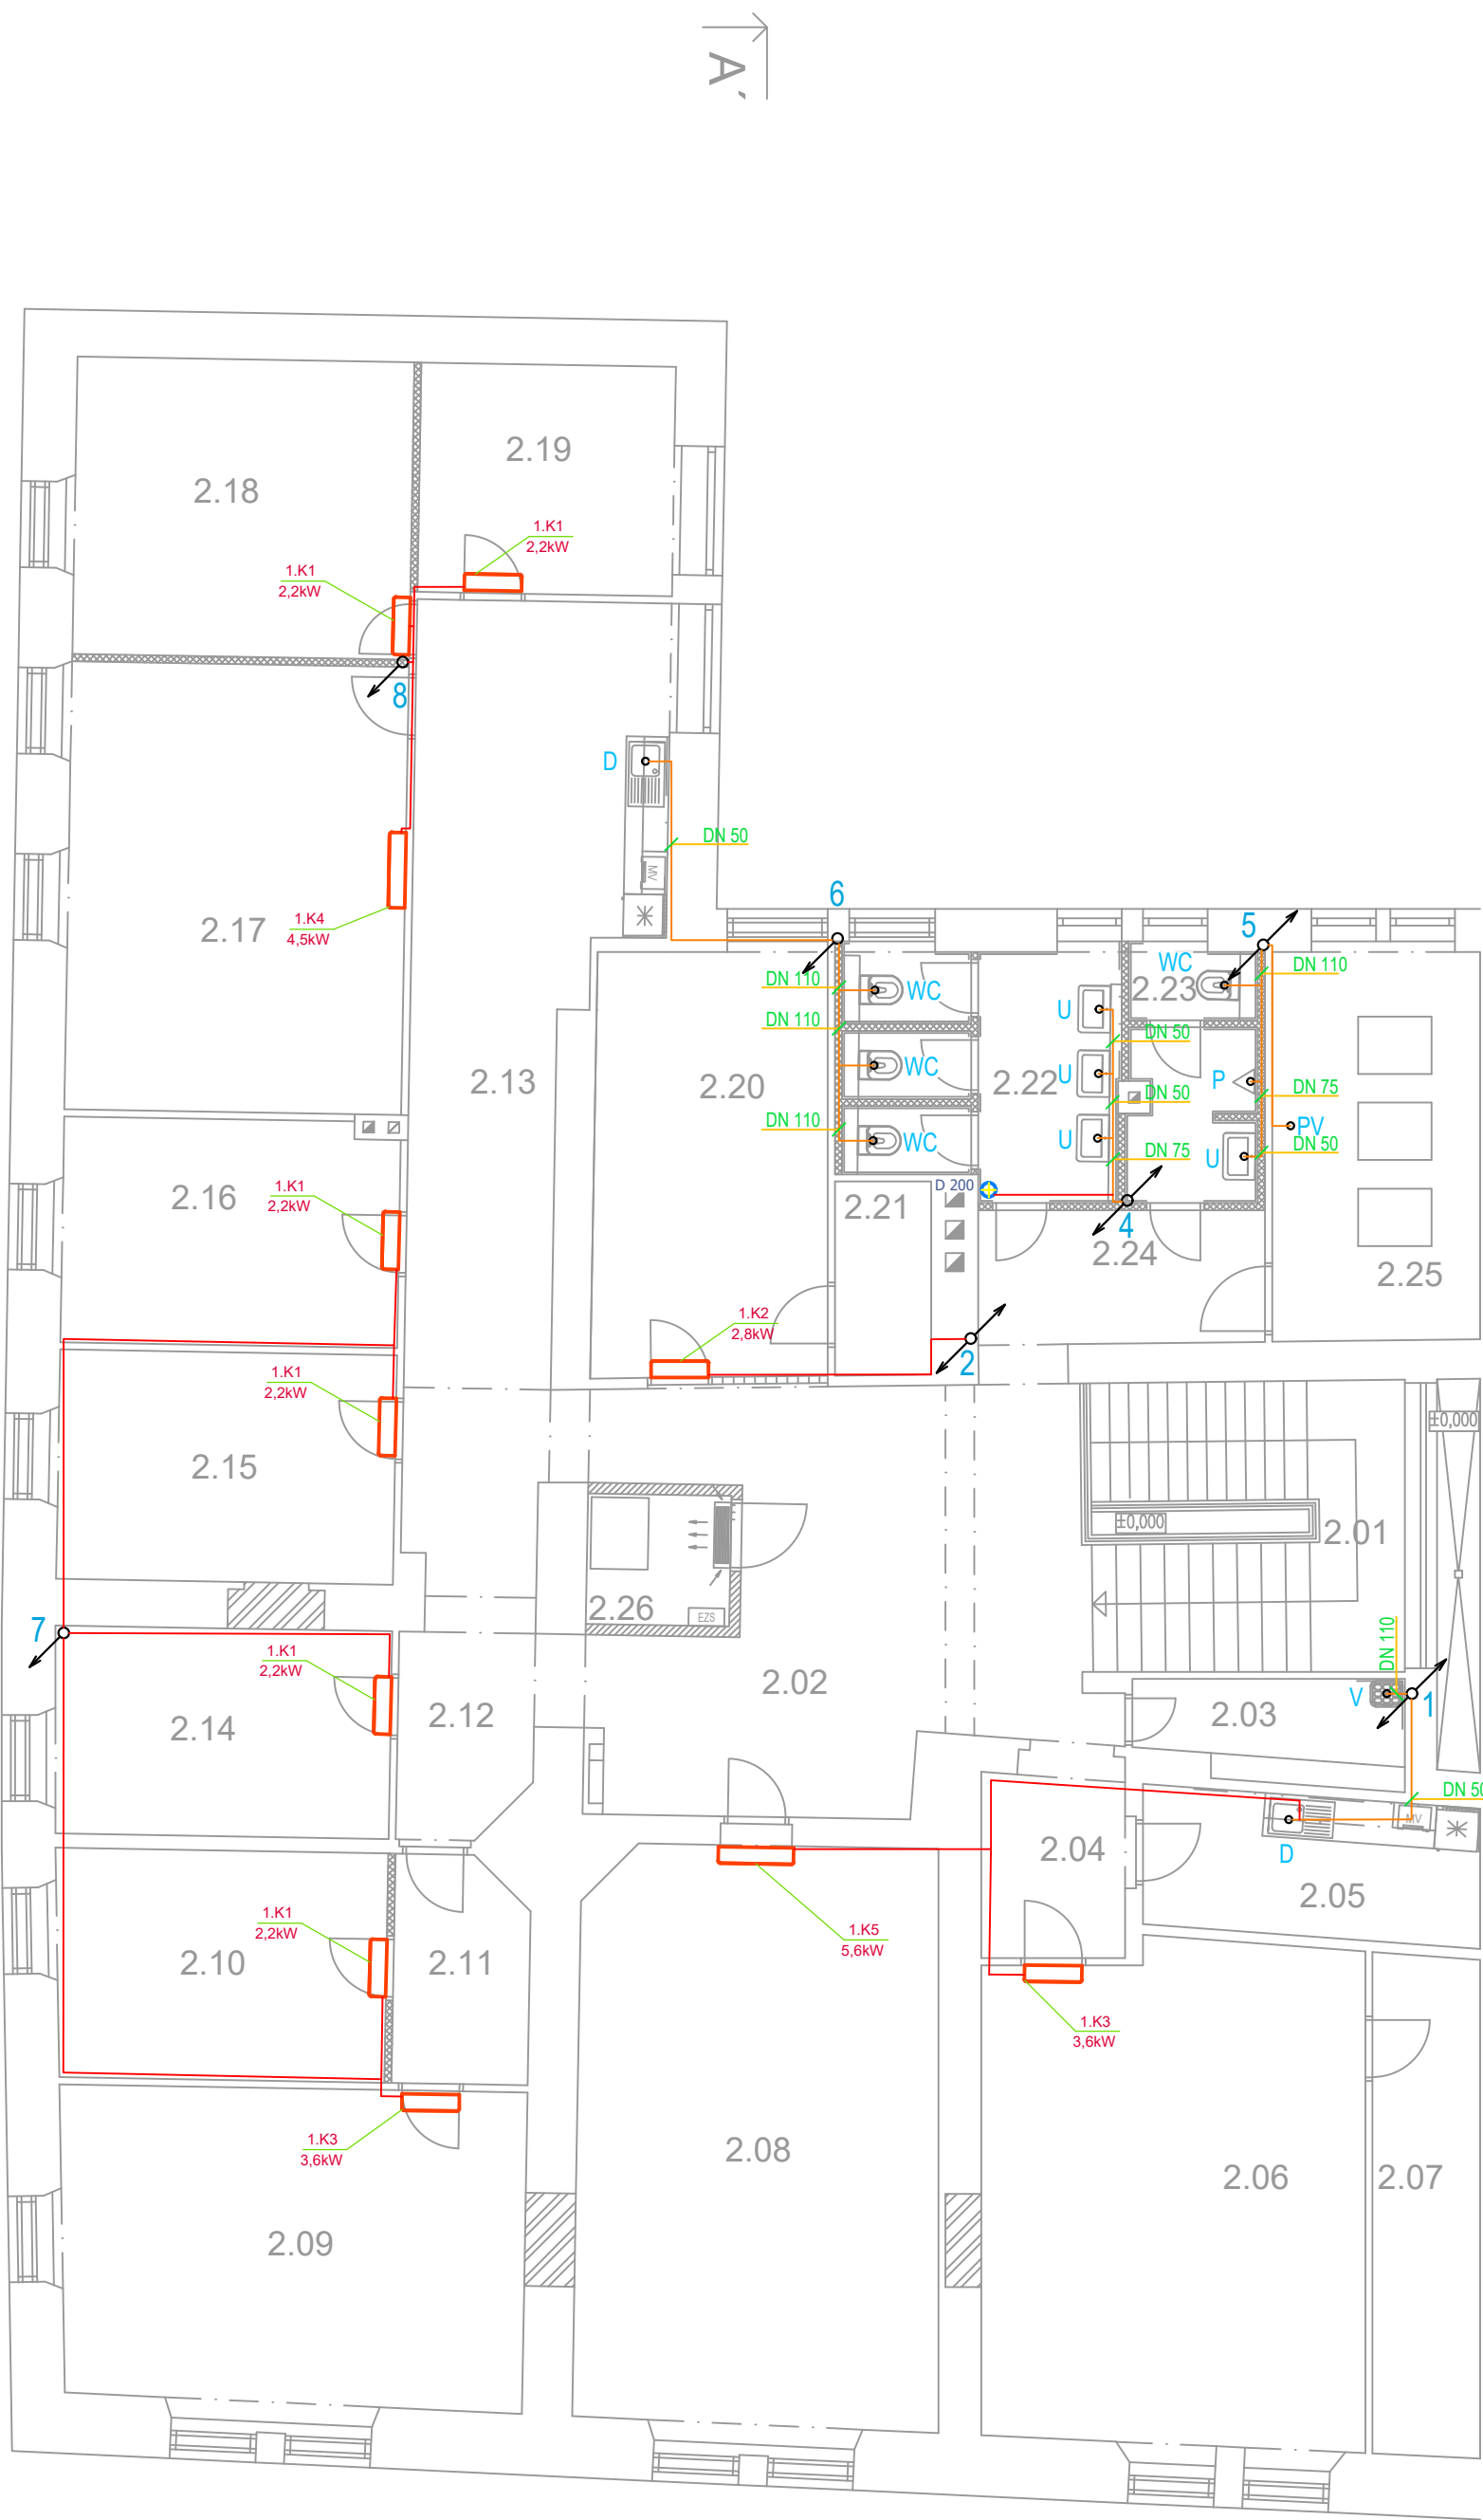 A´
2.19
2.18
1.K1
2,2kW
1.K1
2,2kW
8
D
DN 50
MV
6
5
2.17
1.K4
4,5kW
WC
DN 110
DN 110
WC
2.23
U
DN 110
DN 50
2.13
2.20
WC
2.22
U
P
DN 75
DN 50
DN 110
WC
U
PV
DN 50
DN 75
U
2.16
1.K1
2,2kW
D 200
2.21
4
2.24
2.25
1.K2
2,8kW
2
1.K1
2,2kW
±0,000
2.15
±0,000
2.01
2.26
EZS
7
1.K1
2,2kW
DN 110
2.02
2.14
2.12
V
1
2.03
DN 50
MV
2.04
D
2.05
1.K1
2,2kW
1.K5
5,6kW
2.10
2.11
1.K3
3,6kW
1.K3
3,6kW
2.08
2.06
2.07
2.09